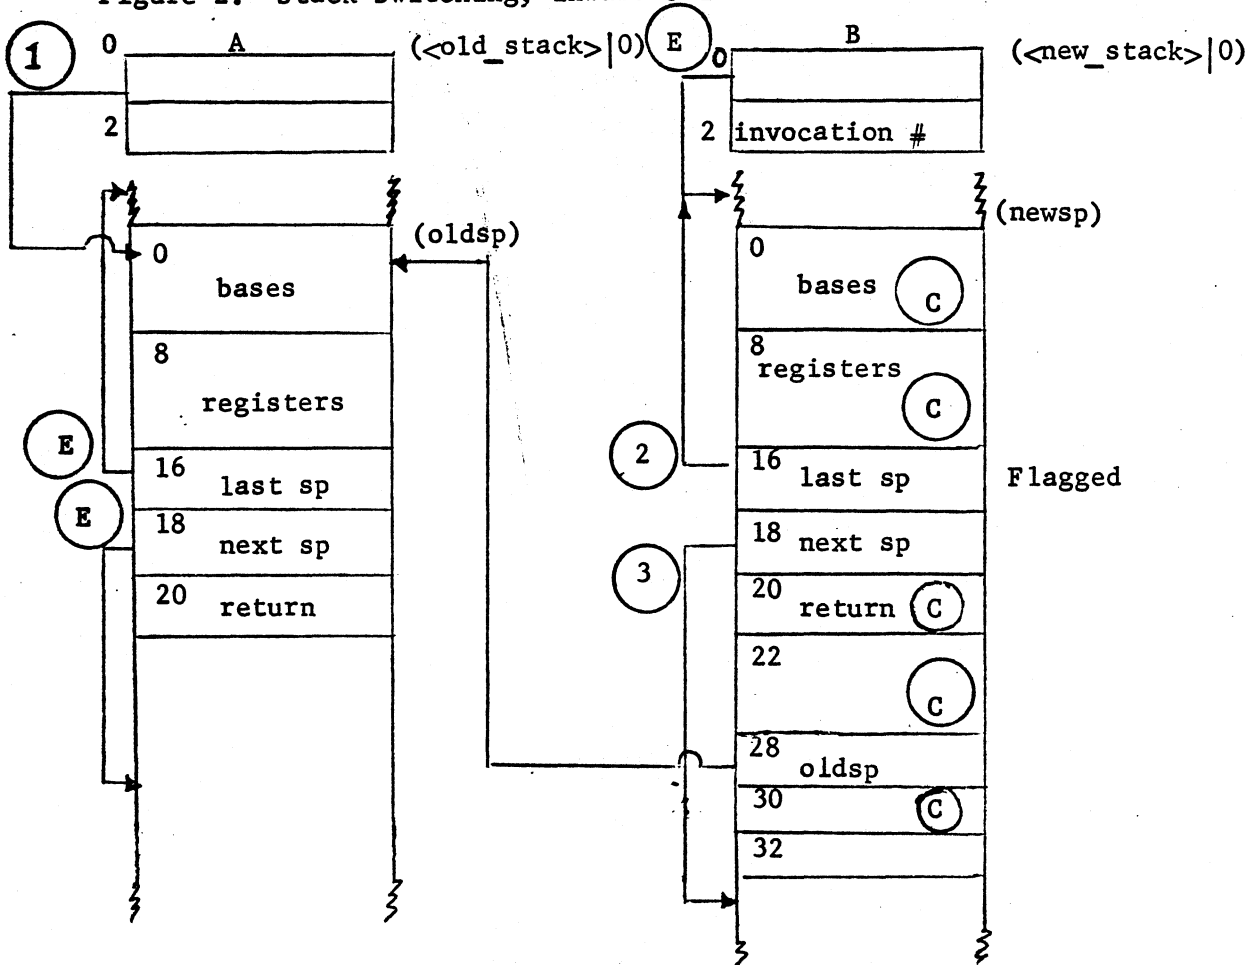 Stack Switching,
1
0
A
(<old_stack>|0)
E
0
B
(<new_stack>|0)
2
2
invocation #
(oldsp)
(newsp)
0
bases
0
bases
C
8
registers
8
registers
C
E
16
last sp
2
16
last sp
Flagged
E
18
next sp
3
18
next sp
20
return
20
return
C
22
C
28
oldsp
30
C
32